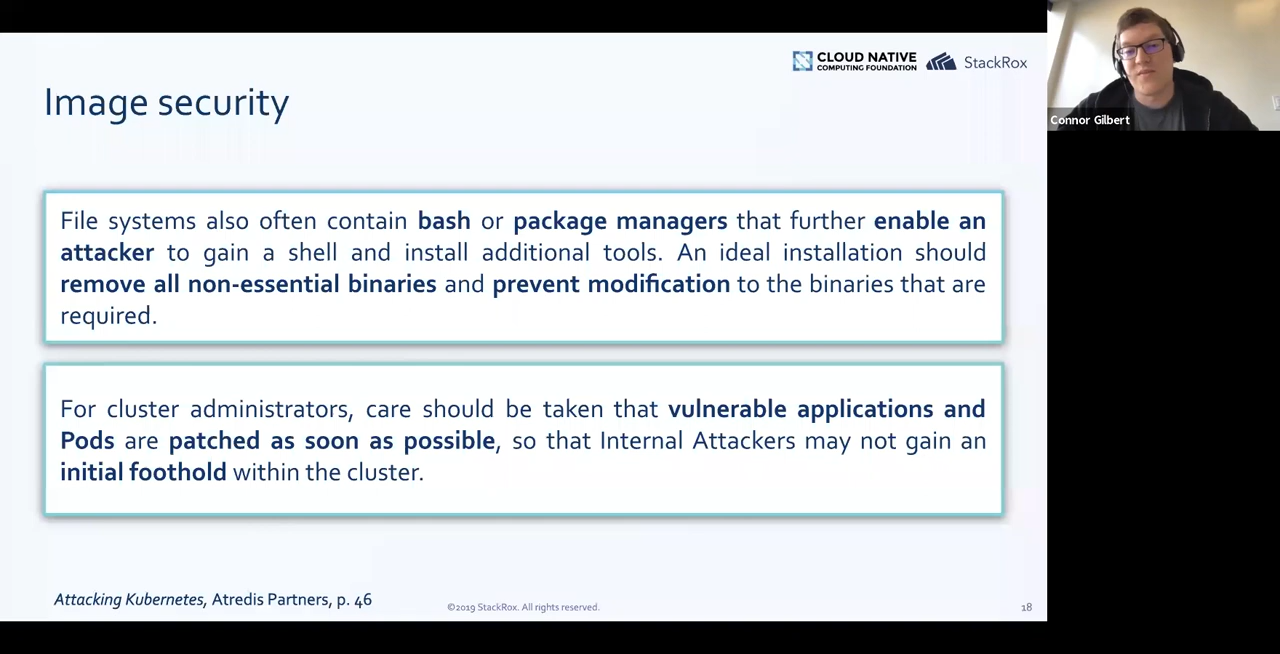 CLOUD NATIVE
COMPUTING FOUNDATION
StackRox
Connor Gilbert
Image security
File systems also often contain bash or package managers that further enable an
attacker to gain a shell and install additional tools. An ideal installation should
remove all non-essential binaries and prevent modification to the binaries that are
required.
For cluster administrators, care should be taken that vulnerable applications and
Pods are patched as soon as possible, so that Internal Attackers may not gain an
initial foothold within the cluster.
Attacking Kubernetes, Atredis Partners, p. 46
©2019 StackRox. All rights reserved.
18